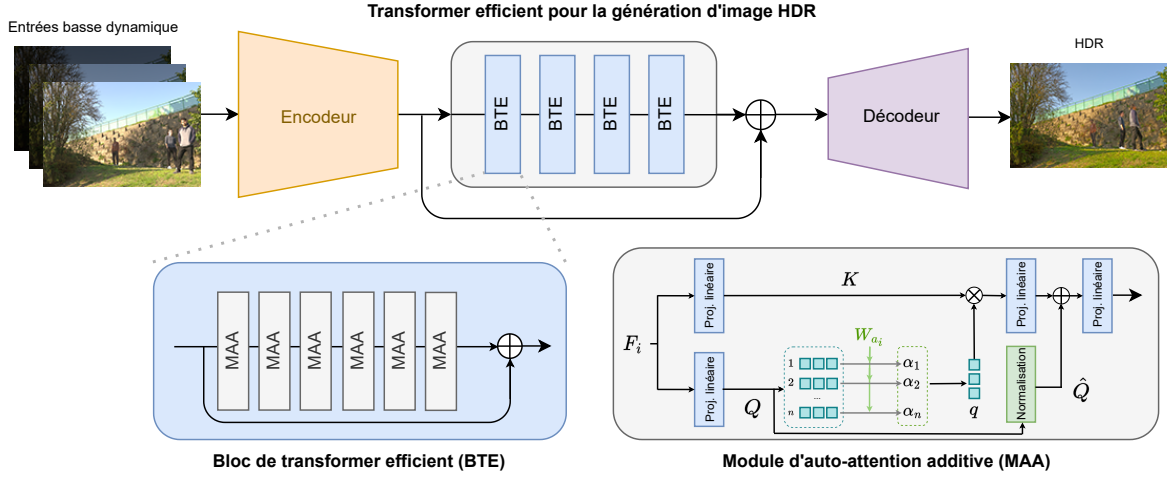 Transformer efficient pour la génération d'image HDR
Entrées basse dynamique
HDR
Encodeur
BTE
BTE
BTE
BTE
Décodeur
MAA
MAA
MAA
MAA
MAA
MAA
Bloc de transformer efficient (BTE)
F_i
Proj. linéaire
K
Proj. linéaire
Proj. linéaire
Proj. linéaire
Q
W_{a_i}
1
α_1
2
α_2
...
n
α_n
q
Normalisation
Q̂
Module d'auto-attention additive (MAA)